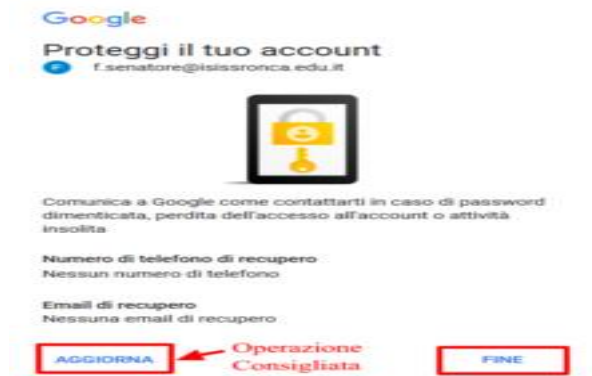 Google
Proteggi il tuo account
F f.senatore@isissronca.edu.it
Comunica a Google come contattarti in caso di password
dimenticata, perdita dell'accesso all'account o attività
insolita
Numero di telefono di recupero
Nessun numero di telefono
Email di recupero
Nessuna email di recupero
AGGIORNA
Operazione
Consigliata
FINE